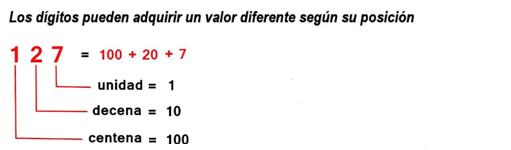 Los dígitos pueden adquirir un valor diferente según su posición
1 2 7 = 100 + 20 + 7
unidad = 1
decena = 10
centena = 100